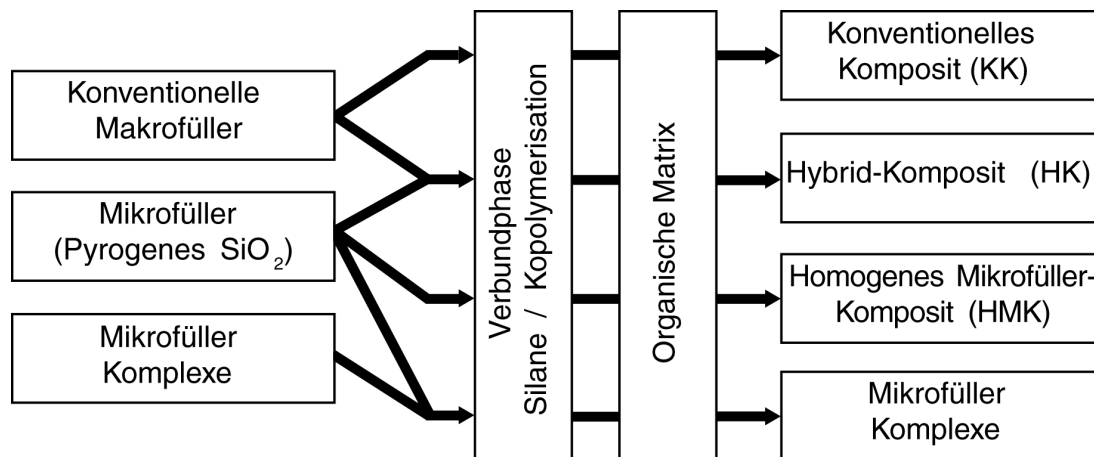 Konventionelle
Makrofüller
Mikrofüller
(Pyrogenes SiO₂)
Mikrofüller
Komplexe
Verbundphase
Silane / Kopolymerisation
Organische Matrix
Konventionelles
Komposit (KK)
Hybrid-Komposit (HK)
Homogenes Mikrofüller-
Komposit (HMK)
Mikrofüller
Komplexe